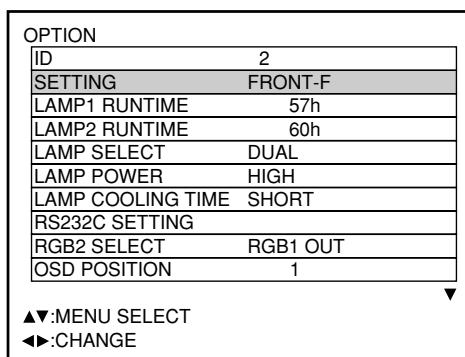 OPTION
ID 2
SETTING FRONT-F
LAMP1 RUNTIME 57h
LAMP2 RUNTIME 60h
LAMP SELECT DUAL
LAMP POWER HIGH
LAMP COOLING TIME SHORT
RS232C SETTING
RGB2 SELECT RGB1 OUT
OSD POSITION 1
▼
▲▼:MENU SELECT
◀▶:CHANGE